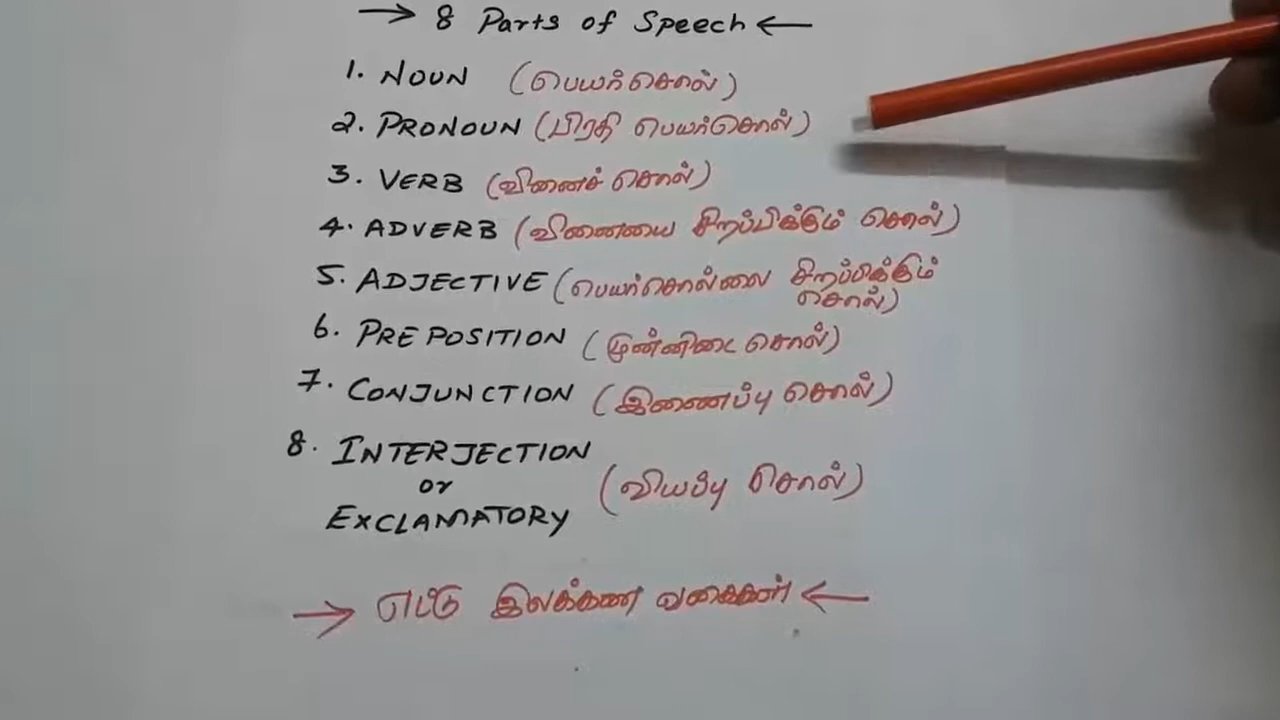 → 8 Parts of Speech ←
1. NOUN (பெயர்சொல்)
2. PRONOUN (பிரதி பெயர்சொல்)
3. VERB (வினைச் சொல்)
4. ADVERB (வினையை சிறப்பிக்கும் சொல்)
5. ADJECTIVE (பெயர்சொல்லை சிறப்பிக்கும்
சொல்)
6. PREPOSITION (முன்னிடை சொல்)
7. CONJUNCTION (இணைப்பு சொல்)
8. INTERJECTION
or
EXCLAMATORY (வியப்பு சொல்)
→ எட்டு இலக்கண வகைகள் ←